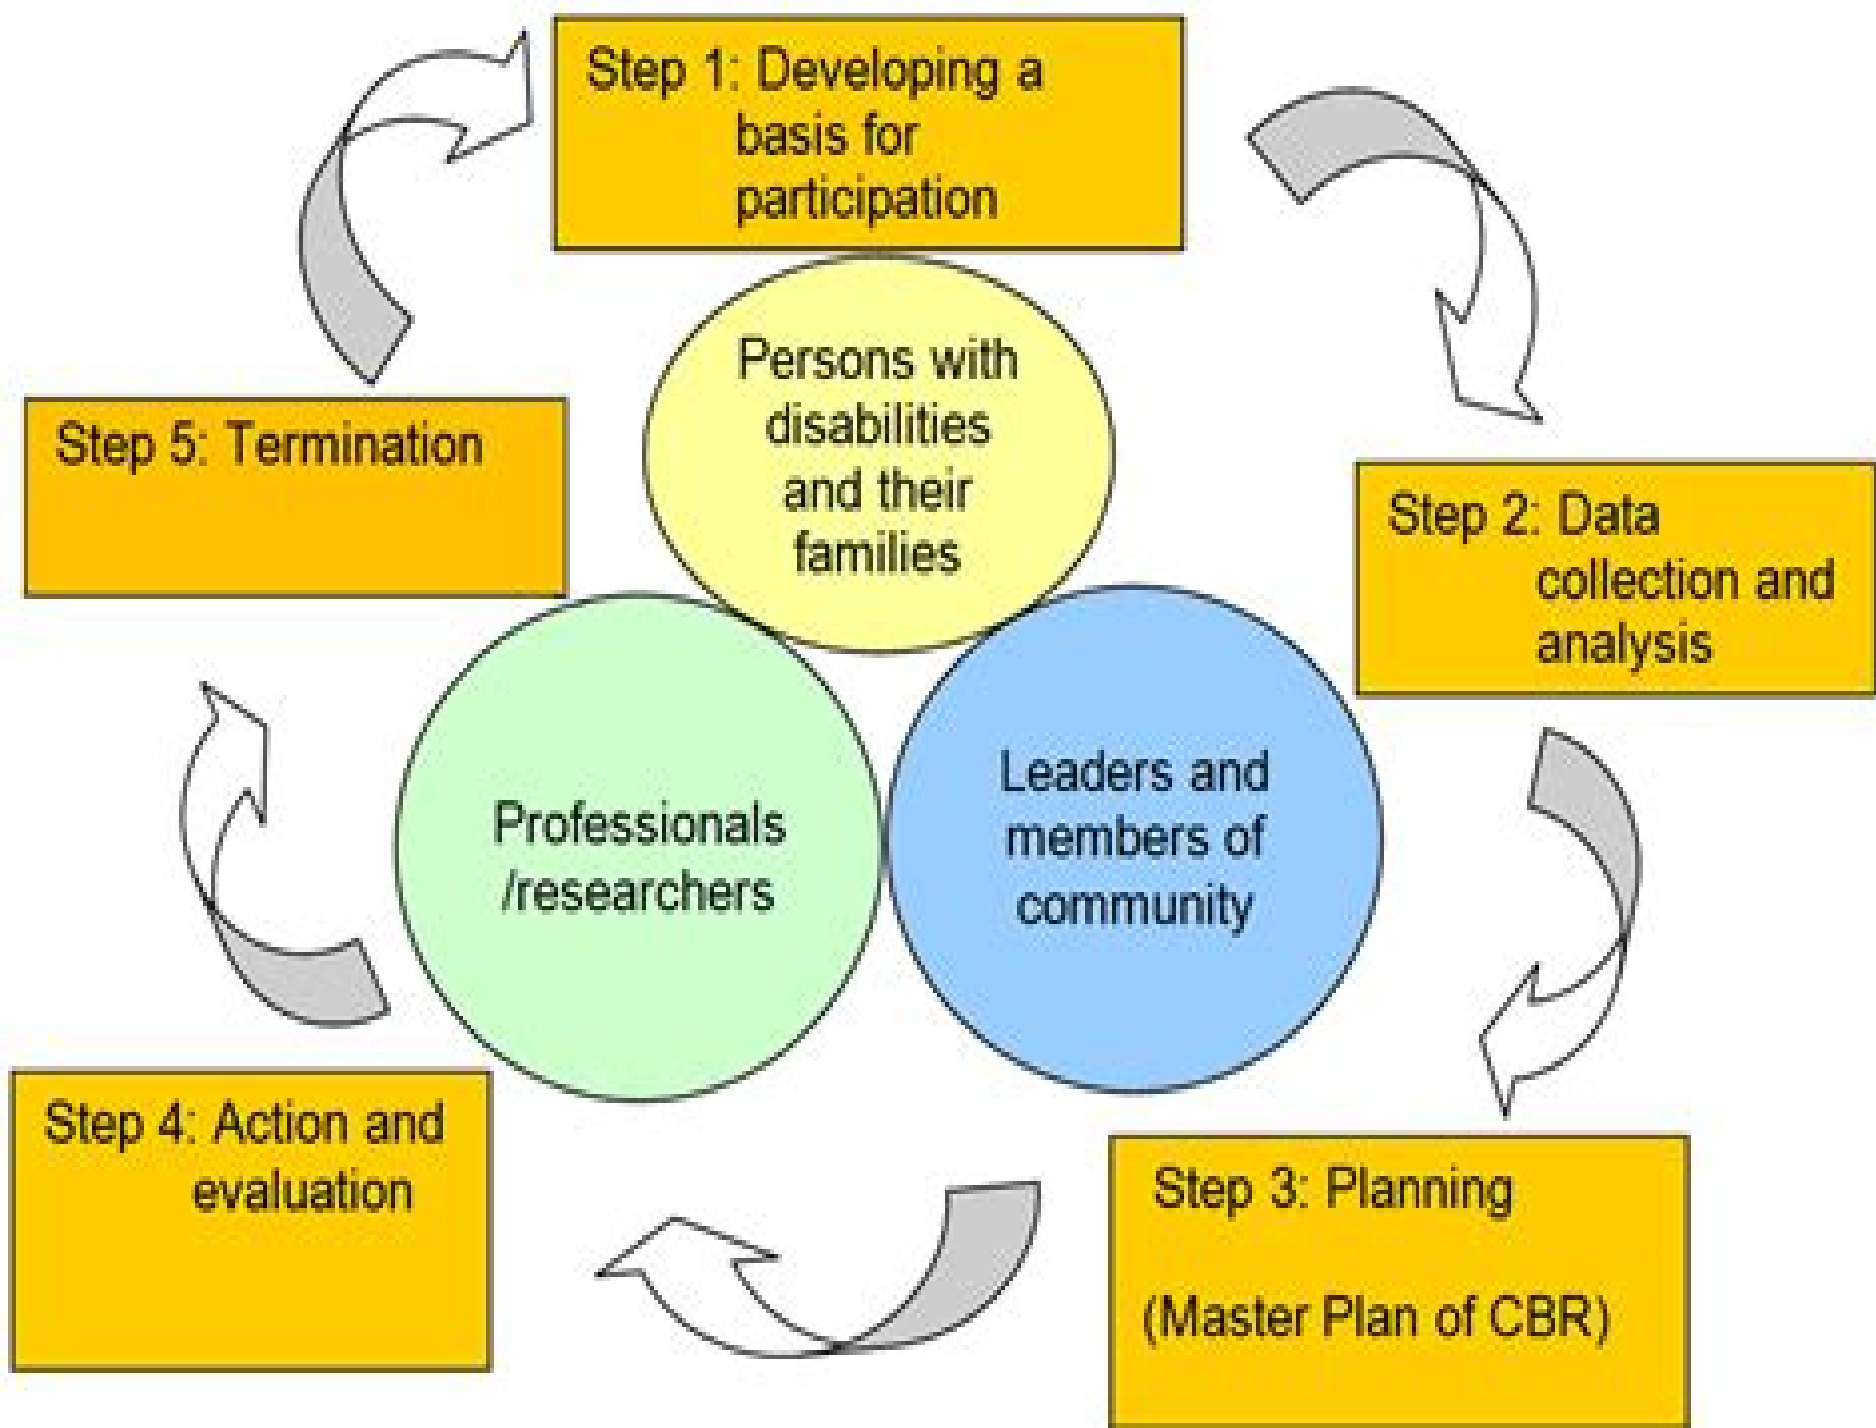 Step 1: Developing a
basis for
participation
Persons with
disabilities
and their
families
Step 5: Termination
Step 2: Data
collection and
analysis
Professionals
/researchers
Leaders and
members of
community
Step 4: Action and
evaluation
Step 3: Planning
(Master Plan of CBR)